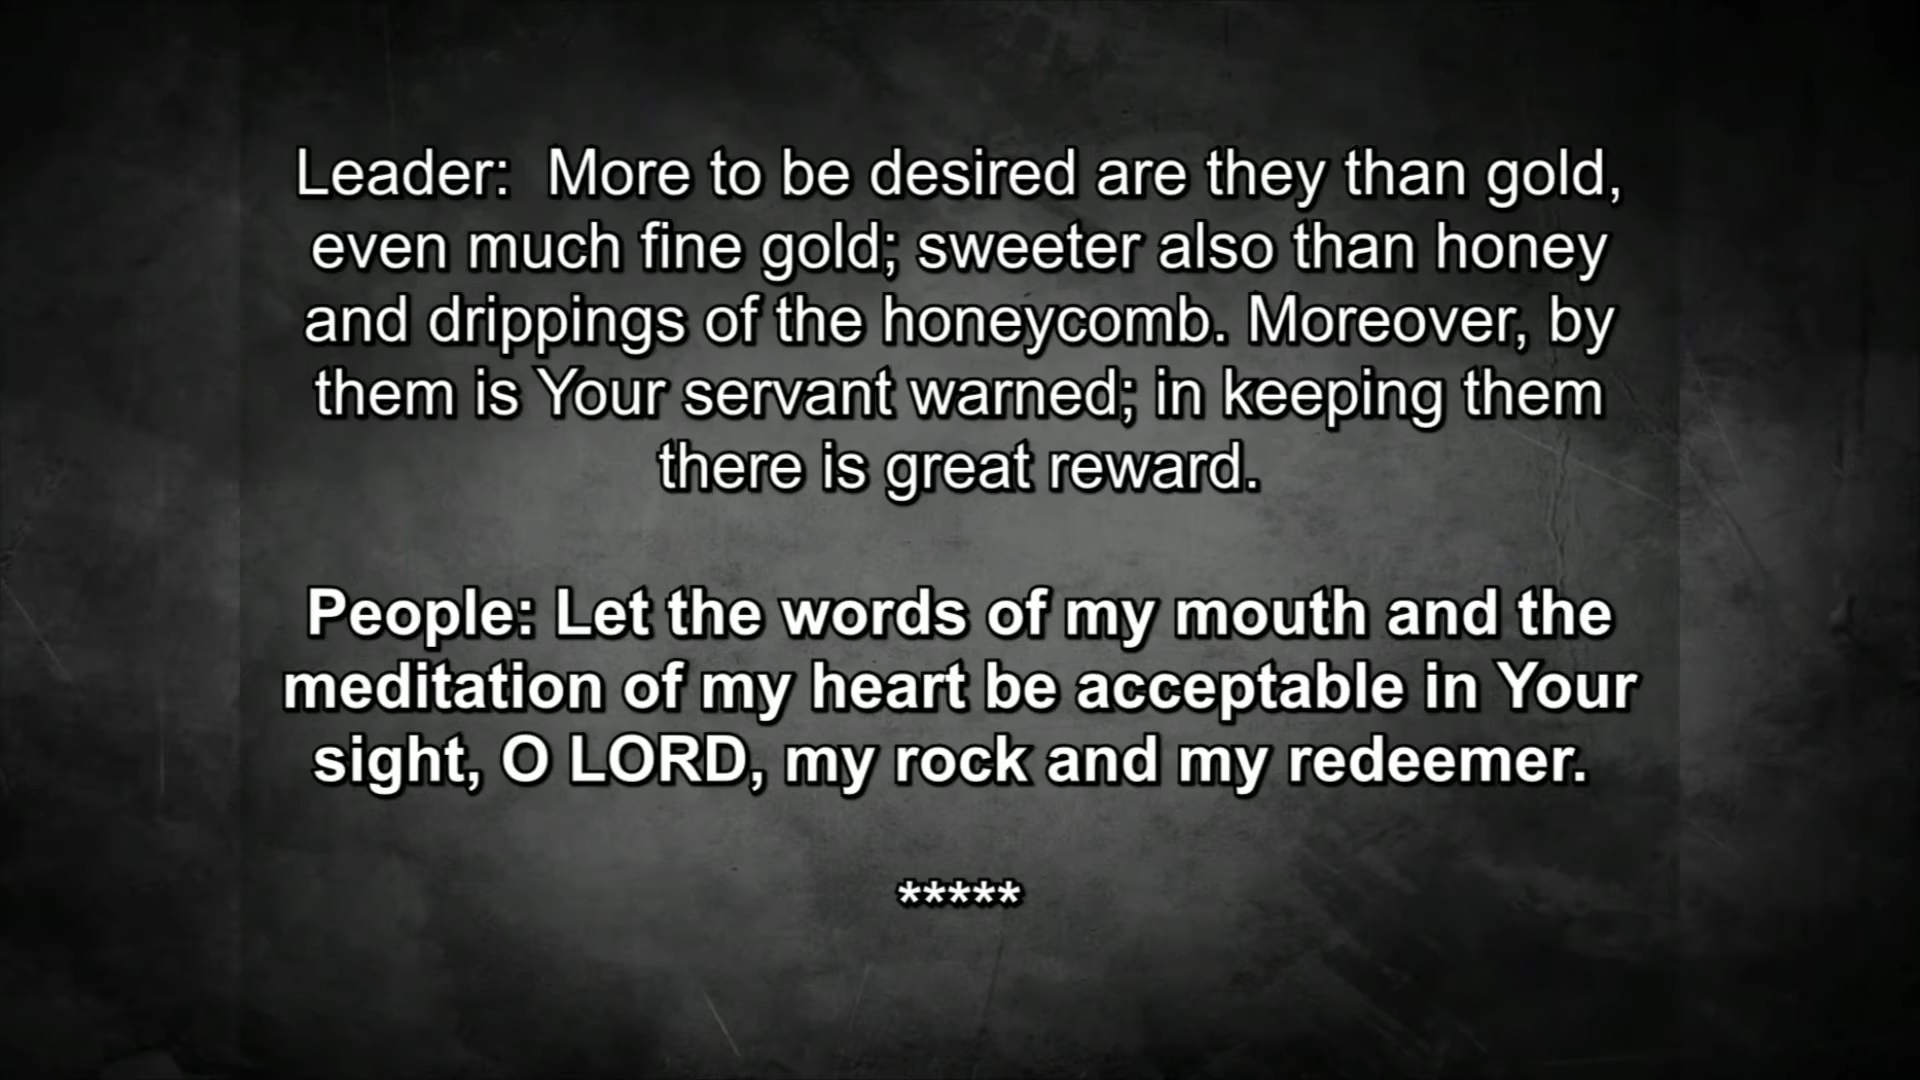 Leader:  More to be desired are they than gold,
even much fine gold; sweeter also than honey
and drippings of the honeycomb. Moreover, by
them is Your servant warned; in keeping them
there is great reward.
People: Let the words of my mouth and the
meditation of my heart be acceptable in Your
sight, O LORD, my rock and my redeemer.
*****